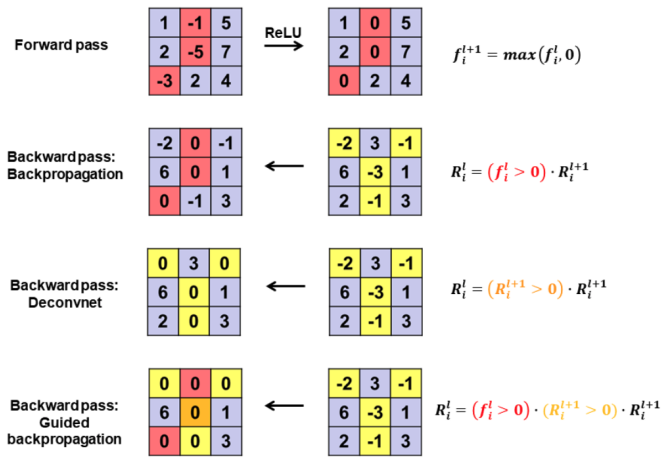 1 -1 5
ReLU
1 0 5
Forward pass
2 -5 7
2 0 7
f_i^{l+1} = max(f_i^l, 0)
-3 2 4
0 2 4
-2 0 -1
-2 3 -1
Backward pass:
Backpropagation
6 0 1
6 -3 1
R_i^l = (f_i^l > 0) · R_i^{l+1}
0 -1 3
2 -1 3
0 3 0
-2 3 -1
Backward pass:
Deconvnet
6 0 1
6 -3 1
R_i^l = (R_i^{l+1} > 0) · R_i^{l+1}
2 0 3
2 -1 3
0 0 0
-2 3 -1
Backward pass:
Guided
backpropagation
6 0 1
6 -3 1
R_i^l = (f_i^l > 0) · (R_i^{l+1} > 0) · R_i^{l+1}
0 0 3
2 -1 3